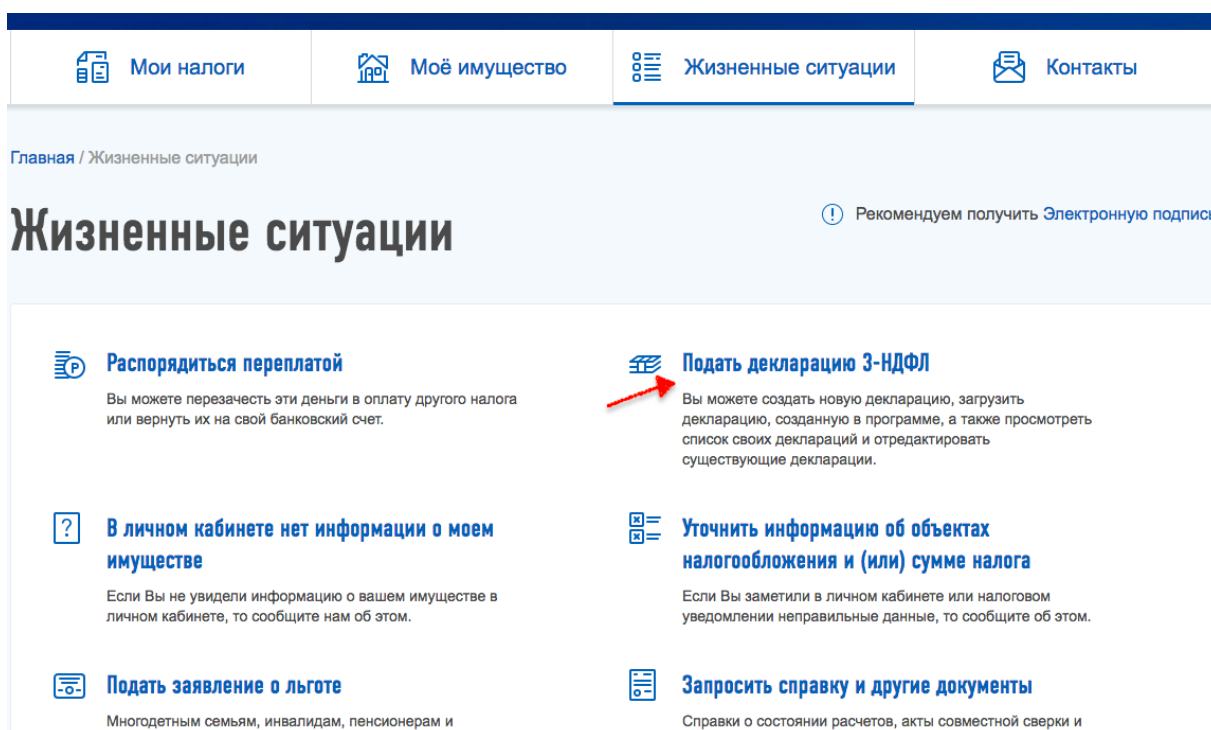 Мои налоги
Моё имущество
Жизненные ситуации
Контакты
Главная / Жизненные ситуации
Жизненные ситуации
Рекомендуем получить Электронную подпись
Распорядиться переплатой
Вы можете перезачесть эти деньги в оплату другого налога
или вернуть их на свой банковский счет.
Подать декларацию 3-НДФЛ
Вы можете создать новую декларацию, загрузить
декларацию, созданную в программе, а также просмотреть
список своих деклараций и отредактировать
существующие декларации.
В личном кабинете нет информации о моем
имуществе
Если Вы не увидели информацию о вашем имуществе в
личном кабинете, то сообщите нам об этом.
Уточнить информацию об объектах
налогообложения и (или) сумме налога
Если Вы заметили в личном кабинете или налоговом
уведомлении неправильные данные, то сообщите об этом.
Подать заявление о льготе
Многодетным семьям, инвалидам, пенсионерам и
Запросить справку и другие документы
Справки о состоянии расчетов, акты совместной сверки и